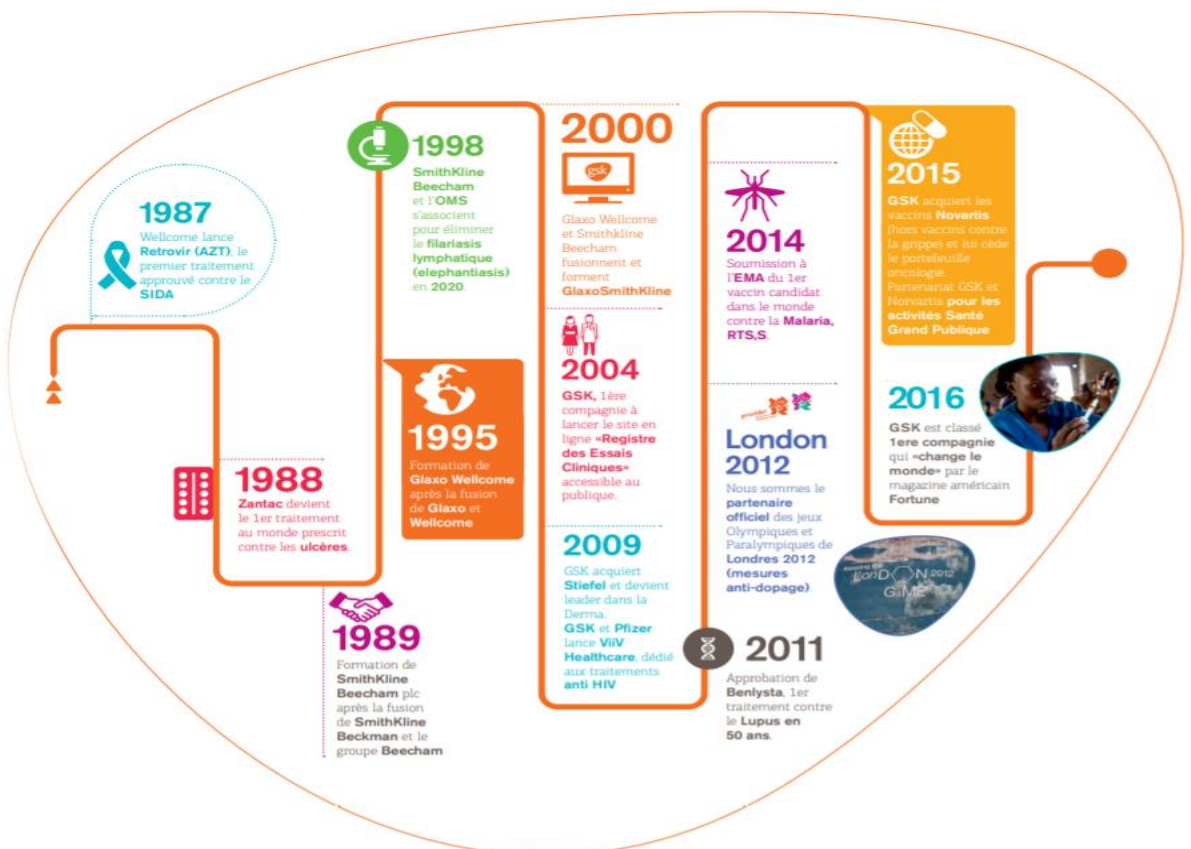 1987
Wellcome lance
Retrovir (AZT), le
premier traitement
approuvé contre le
SIDA
1988
Zantac devient
le 1er traitement
au monde prescrit
contre les ulcères.
1989
Formation de
SmithKline
Beecham plc
après la fusion
de SmithKline
Beckman et le
groupe Beecham
1995
Formation de
Glaxo Wellcome
après la fusion
de Glaxo et
Wellcome
1998
SmithKline
Beecham
et l'OMS
s'associent
pour éliminer
le filariasis
lymphatique
(elephantiasis)
en 2020.
2000
gsk
Glaxo Wellcome
et Smithkline
Beecham
fusionnent et
forment
GlaxoSmithKline
2004
GSK, 1ère
compagnie à
lancer le site en
ligne «Registre
des Essais
Cliniques»
accessible au
publique.
2009
GSK acquiert
Stiefel et devient
leader dans la
Derma.
GSK et Pfizer
lance ViiV
Healthcare, dédié
aux traitements
anti HIV
2011
Approbation de
Benlysta, 1er
traitement contre
le Lupus en
50 ans.
London
2012
Nous sommes le
partenaire
officiel des jeux
Olympiques et
Paralympiques de
Londres 2012
(mesures
anti-dopage).
LonDON 2012
GAME
2014
Soumission à
l'EMA du 1er
vaccin candidat
dans le monde
contre la Malaria,
RTS,S.
2015
GSK acquiert les
vaccins Novartis
(hors vaccins contre
la grippe) et lui cède
le portefeuille
oncologie.
Partenariat GSK et
Norvartis pour les
activités Santé
Grand Publique
2016
GSK est classé
1ere compagnie
qui «change le
monde» par le
magazine américain
Fortune